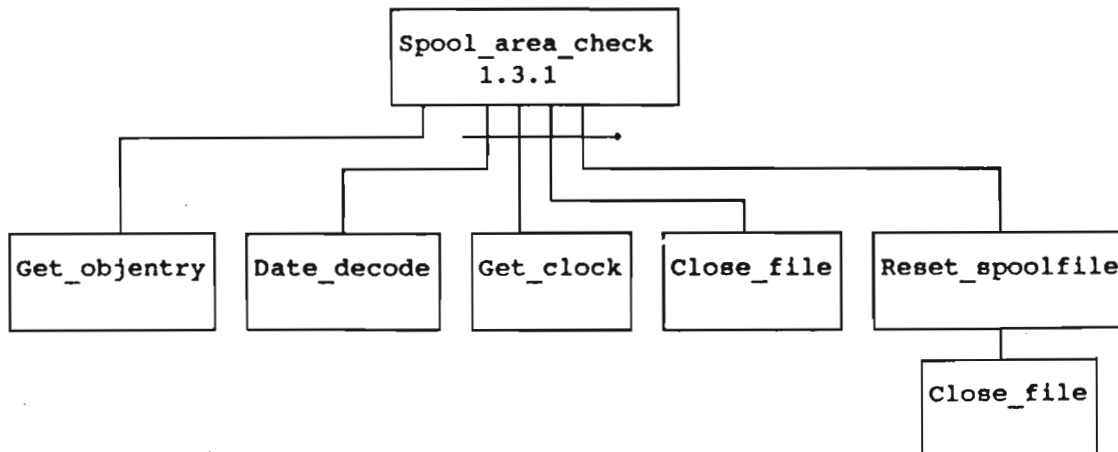 Spool_area_check
1.3.1
Get_objentry
Date_decode
Get_clock
Close_file
Reset_spoolfile
Close_file